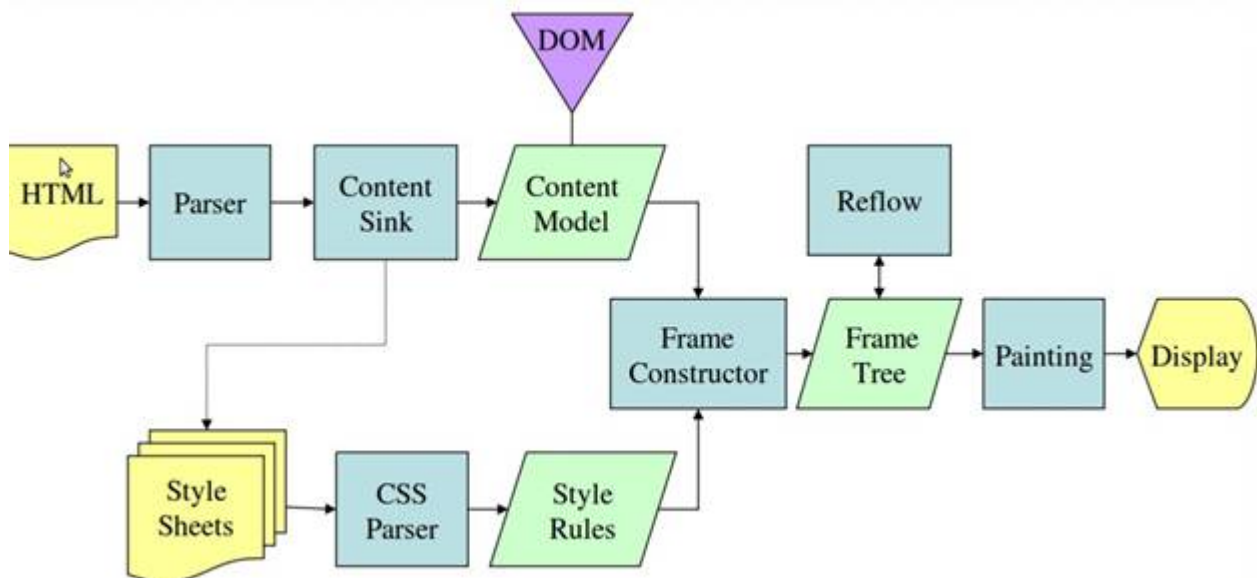 DOM
HTML
Parser
Content
Sink
Content
Model
Reflow
Frame
Constructor
Frame
Tree
Painting
Display
Style
Sheets
CSS
Parser
Style
Rules